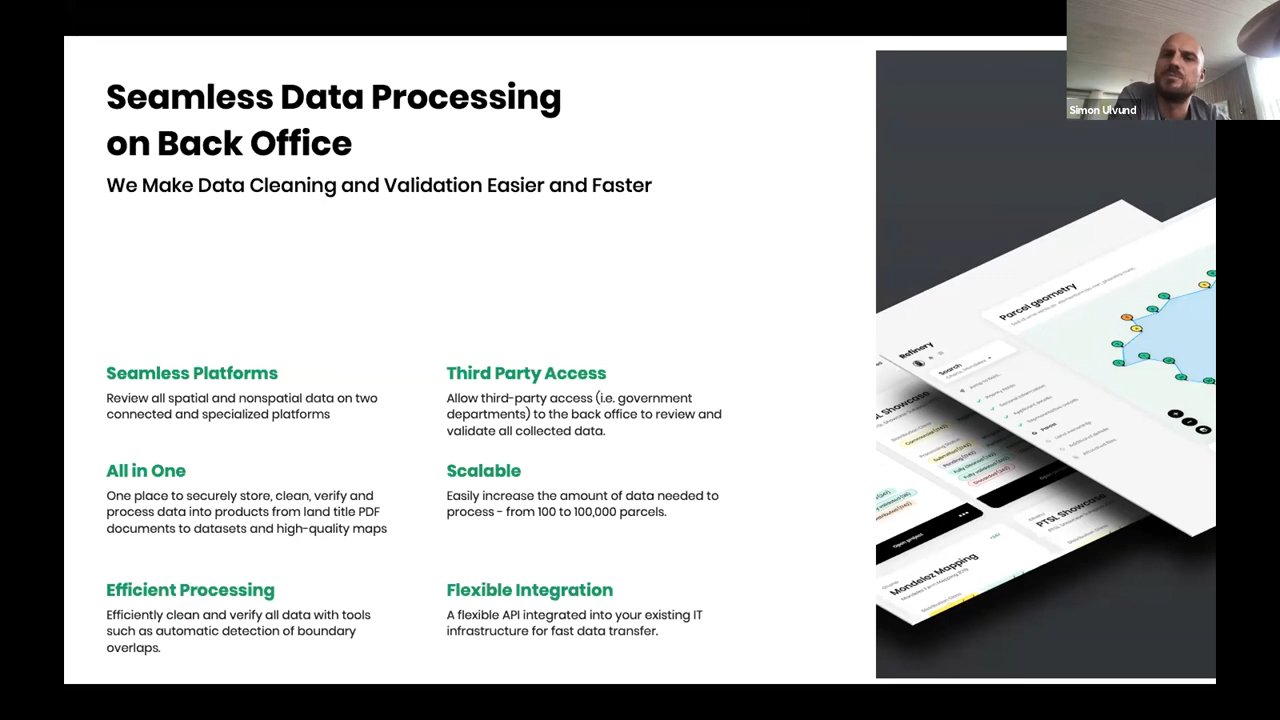 Seamless Data Processing
on Back Office
We Make Data Cleaning and Validation Easier and Faster
Seamless Platforms
Review all spatial and nonspatial data on two
connected and specialized platforms
Third Party Access
Allow third-party access (i.e. government
departments) to the back office to review and
validate all collected data.
All in One
One place to securely store, clean, verify and
process data into products from land title PDF
documents to datasets and high-quality maps
Scalable
Easily increase the amount of data needed to
process - from 100 to 100,000 parcels.
Efficient Processing
Efficiently clean and verify all data with tools
such as automatic detection of boundary
overlaps.
Flexible Integration
A flexible API integrated into your existing IT
infrastructure for fast data transfer.
Simon Ulvund
Parcel geometry
Refinery
Search
Parcel
Showcase
PTSL Showcase
Open project
Mondelez Mapping